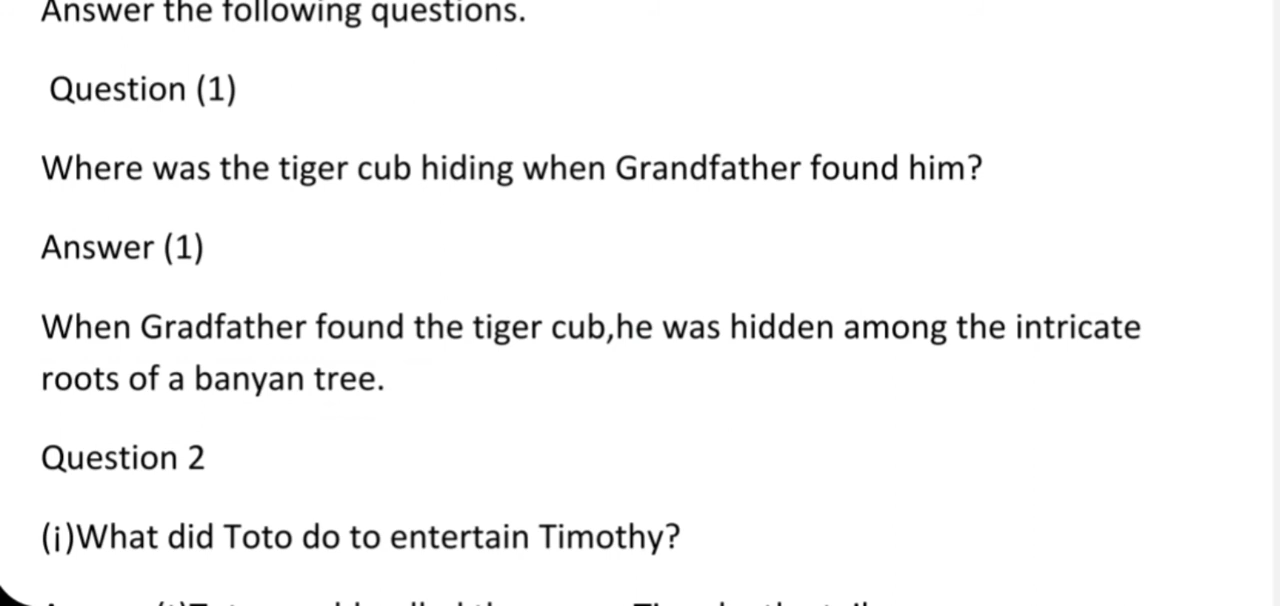 Answer the following questions.
Question (1)
Where was the tiger cub hiding when Grandfather found him?
Answer (1)
When Gradfather found the tiger cub,he was hidden among the intricate
roots of a banyan tree.
Question 2
(i)What did Toto do to entertain Timothy?